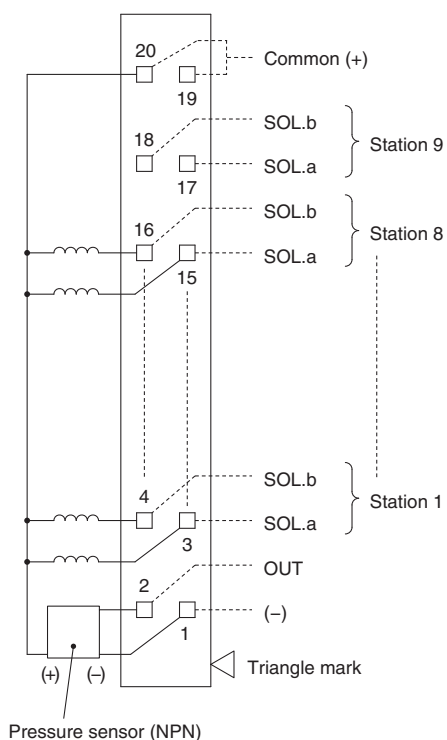 20
Common (+)
19
18
SOL.b
Station 9
SOL.a
17
16
SOL.b
Station 8
SOL.a
15
SOL.b
4
Station 1
SOL.a
3
OUT
2
(−)
1
(+) (−)
Triangle mark
Pressure sensor (NPN)